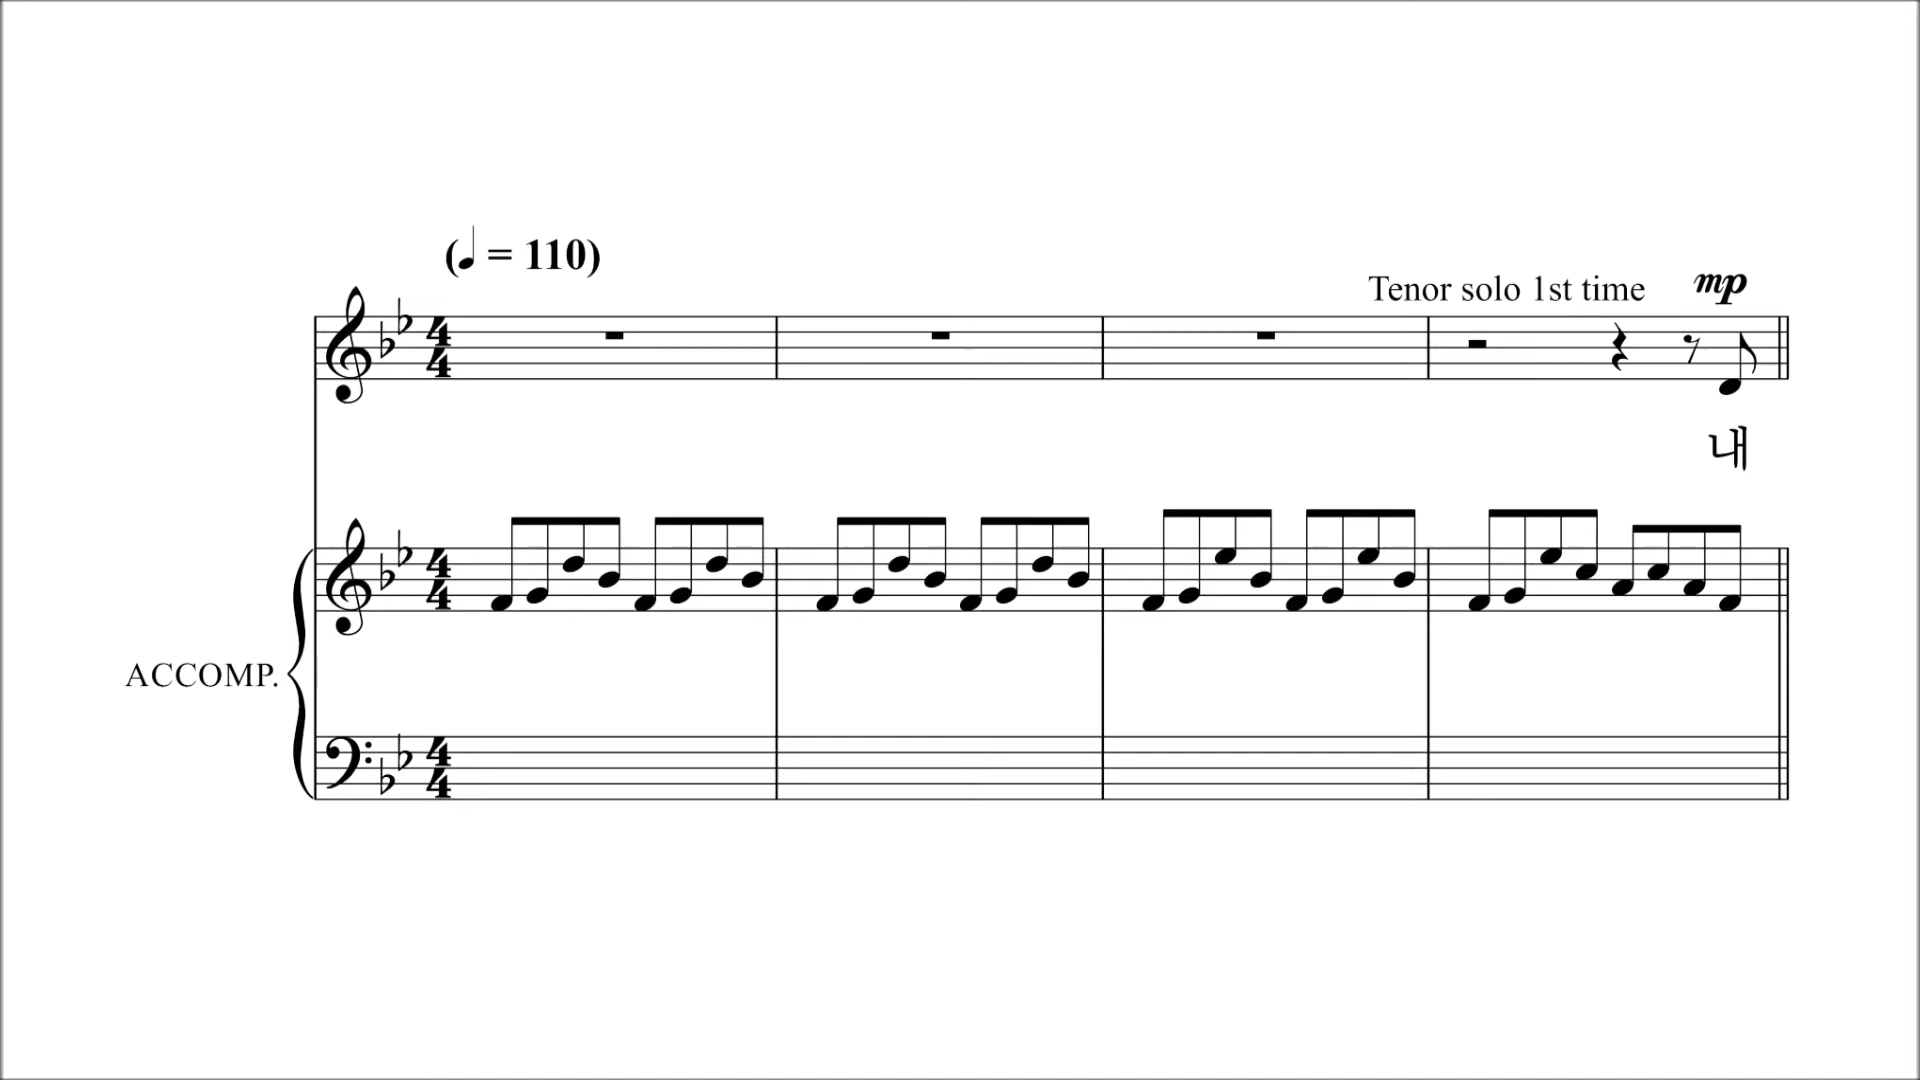 (♩ = 110)
Tenor solo 1st time mp
내
ACCOMP.